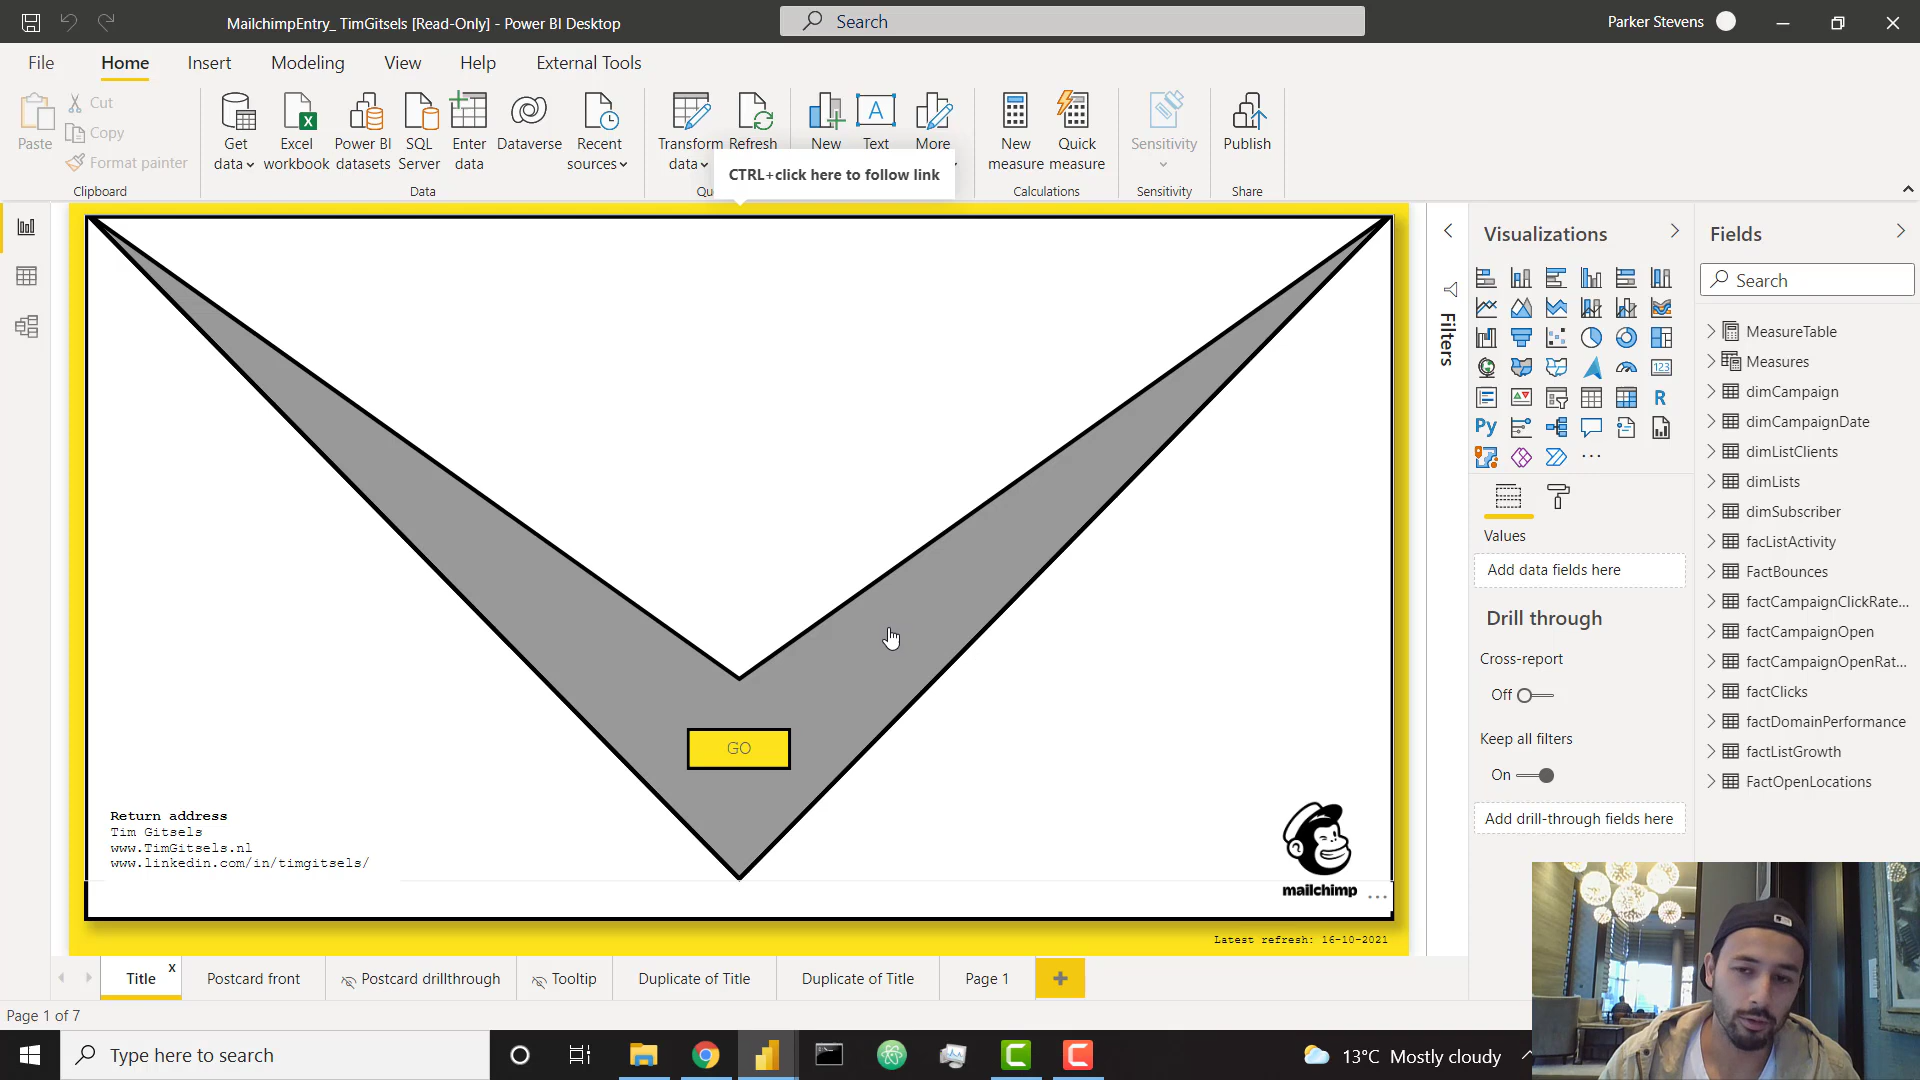 MailchimpEntry_ TimGitsels [Read-Only] - Power BI Desktop
Search
Parker Stevens
File
Home
Insert
Modeling
View
Help
External Tools
Paste
Cut
Copy
Format painter
Clipboard
Get data
Excel workbook
Power BI datasets
SQL Server
Enter data
Dataverse
Recent sources
Data
Transform data
Refresh
New
Text
More
CTRL+click here to follow link
New measure
Quick measure
Calculations
Sensitivity
Sensitivity
Publish
Share
GO
Return address
Tim Gitsels
www.TimGitsels.nl
www.linkedin.com/in/timgitsels/
mailchimp
Latest refresh: 16-10-2021
Filters
Visualizations
R
Py
123
Values
Add data fields here
Drill through
Cross-report
Off
Keep all filters
On
Add drill-through fields here
Fields
Search
MeasureTable
Measures
dimCampaign
dimCampaignDate
dimListClients
dimLists
dimSubscriber
facListActivity
FactBounces
factCampaignClickRate...
factCampaignOpen
factCampaignOpenRat...
factClicks
factDomainPerformance
factListGrowth
FactOpenLocations
Title
x
Postcard front
Postcard drillthrough
Tooltip
Duplicate of Title
Duplicate of Title
Page 1
Page 1 of 7
Type here to search
13°C Mostly cloudy